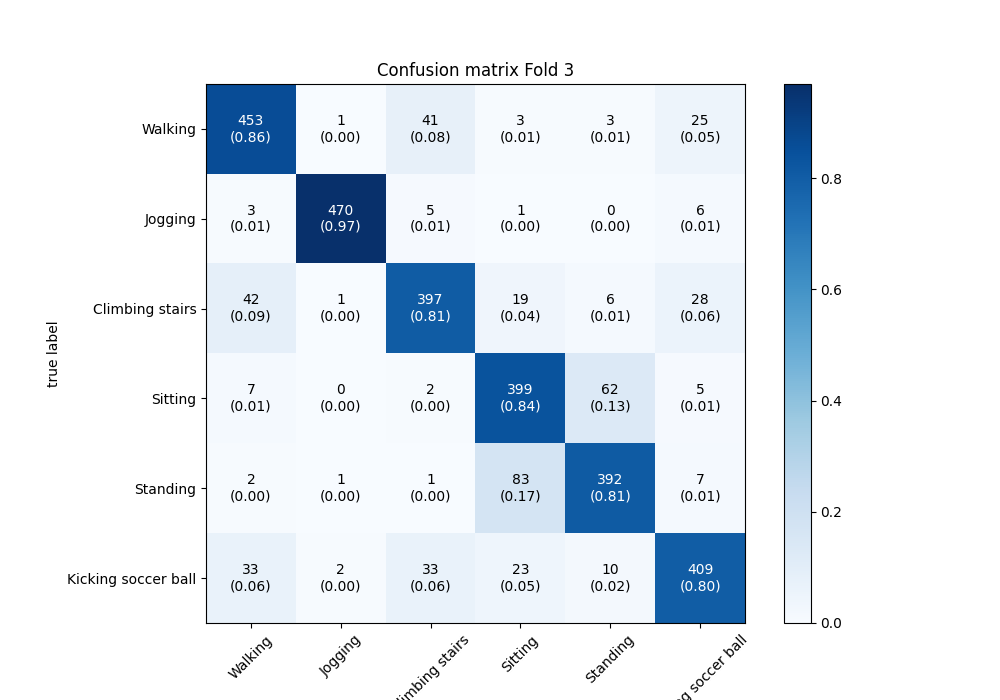 Confusion matrix Fold 3
Walking
453 1 41 3 3 25
(0.86) (0.00) (0.08) (0.01) (0.01) (0.05)
Jogging
3 470 5 1 0 6
(0.01) (0.97) (0.01) (0.00) (0.00) (0.01)
Climbing stairs
42 1 397 19 6 28
(0.09) (0.00) (0.81) (0.04) (0.01) (0.06)
Sitting
7 0 2 399 62 5
(0.01) (0.00) (0.00) (0.84) (0.13) (0.01)
Standing
2 1 1 83 392 7
(0.00) (0.00) (0.00) (0.17) (0.81) (0.01)
Kicking soccer ball
33 2 33 23 10 409
(0.06) (0.00) (0.06) (0.05) (0.02) (0.80)
true label
Walking
Jogging
limbing stairs
Sitting
Standing
g soccer ball
0.8
0.6
0.4
0.2
0.0